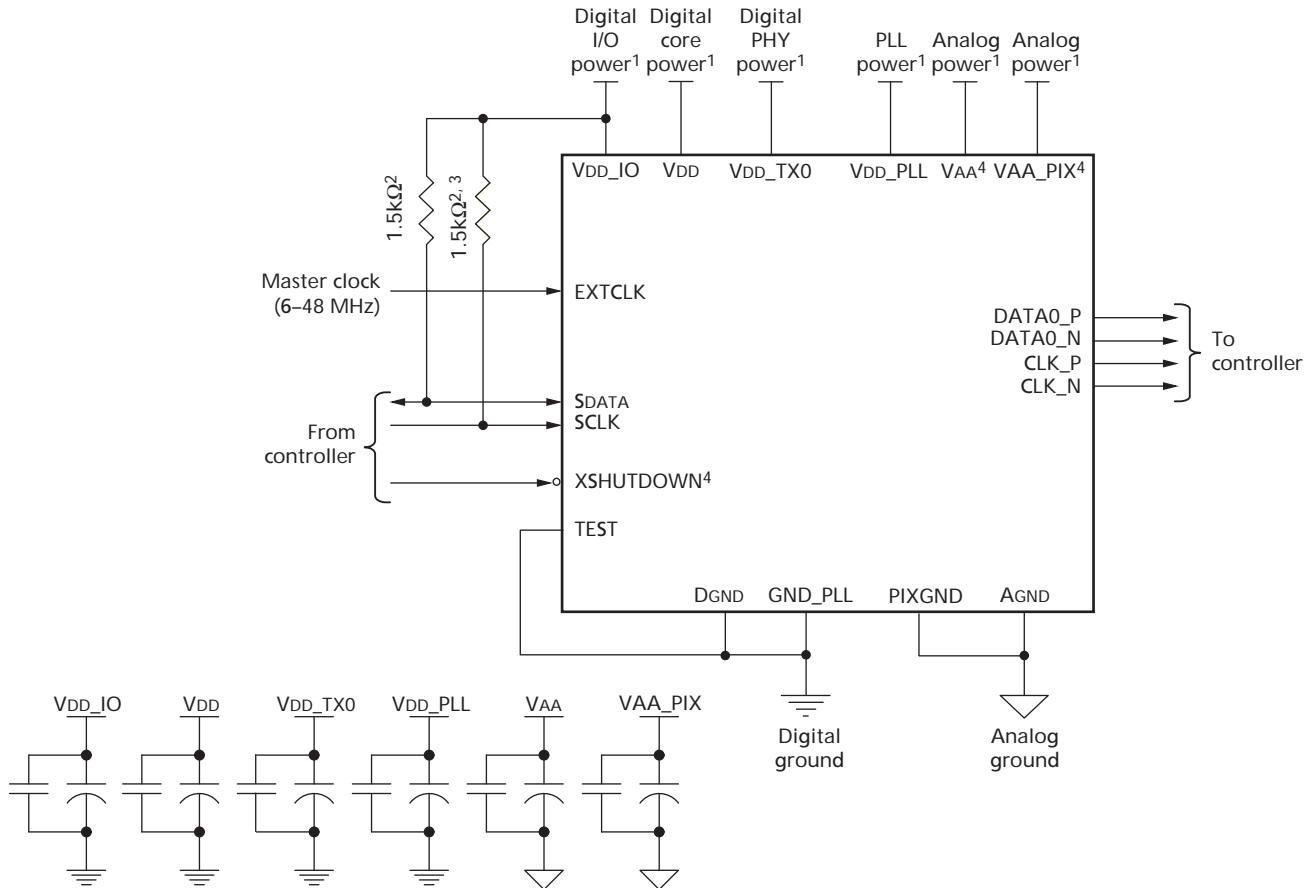 Digital
I/O
power1
Digital
core
power1
Digital
PHY
power1
PLL
power1
Analog
power1
Analog
power1
VDD_IO
VDD
VDD_TX0
VDD_PLL
VAA4
VAA_PIX4
1.5kΩ2
1.5kΩ2, 3
Master clock
(6–48 MHz)
EXTCLK
DATA0_P
DATA0_N
CLK_P
CLK_N
To
controller
SDATA
SCLK
From
controller
XSHUTDOWN4
TEST
DGND
GND_PLL
PIXGND
AGND
VDD_IO
VDD
VDD_TX0
VDD_PLL
VAA
VAA_PIX
Digital
ground
Analog
ground